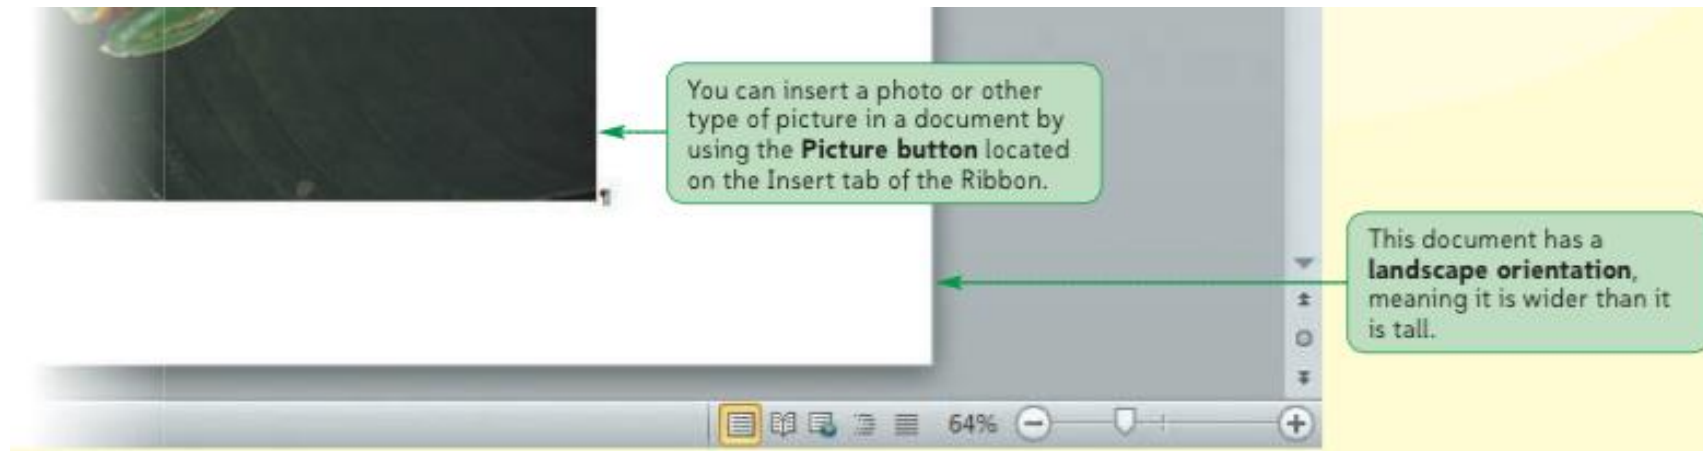 You can insert a photo or other
type of picture in a document by
using the Picture button located
on the Insert tab of the Ribbon.
¶
This document has a
landscape orientation,
meaning it is wider than it
is tall.
64%